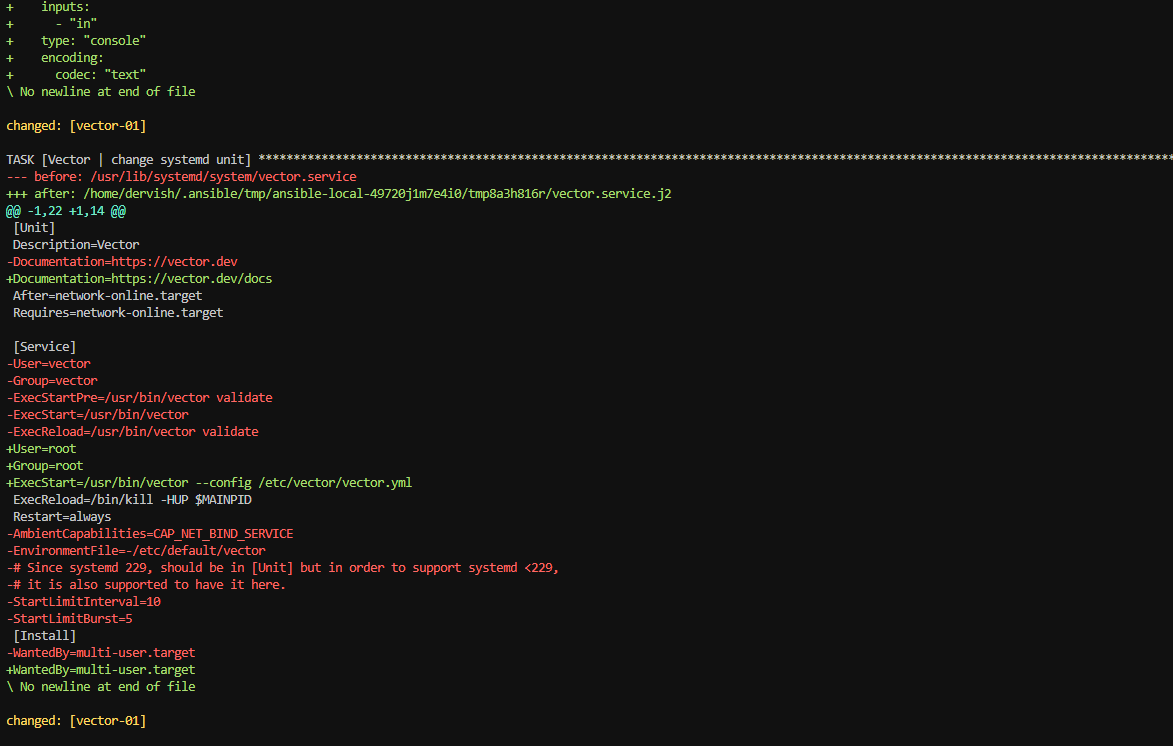 +    inputs:
+      - "in"
+    type: "console"
+    encoding:
+      codec: "text"
\ No newline at end of file
changed: [vector-01]
TASK [Vector | change systemd unit] ***********************************************************************************************************************************
--- before: /usr/lib/systemd/system/vector.service
+++ after: /home/dervish/.ansible/tmp/ansible-local-49720j1m7e4i0/tmp8a3h816r/vector.service.j2
@@ -1,22 +1,14 @@
 [Unit]
 Description=Vector
-Documentation=https://vector.dev
+Documentation=https://vector.dev/docs
 After=network-online.target
 Requires=network-online.target
 [Service]
-User=vector
-Group=vector
-ExecStartPre=/usr/bin/vector validate
-ExecStart=/usr/bin/vector
-ExecReload=/usr/bin/vector validate
+User=root
+Group=root
+ExecStart=/usr/bin/vector --config /etc/vector/vector.yml
 ExecReload=/bin/kill -HUP $MAINPID
 Restart=always
-AmbientCapabilities=CAP_NET_BIND_SERVICE
-EnvironmentFile=-/etc/default/vector
-# Since systemd 229, should be in [Unit] but in order to support systemd <229,
-# it is also supported to have it here.
-StartLimitInterval=10
-StartLimitBurst=5
 [Install]
-WantedBy=multi-user.target
+WantedBy=multi-user.target
\ No newline at end of file
changed: [vector-01]